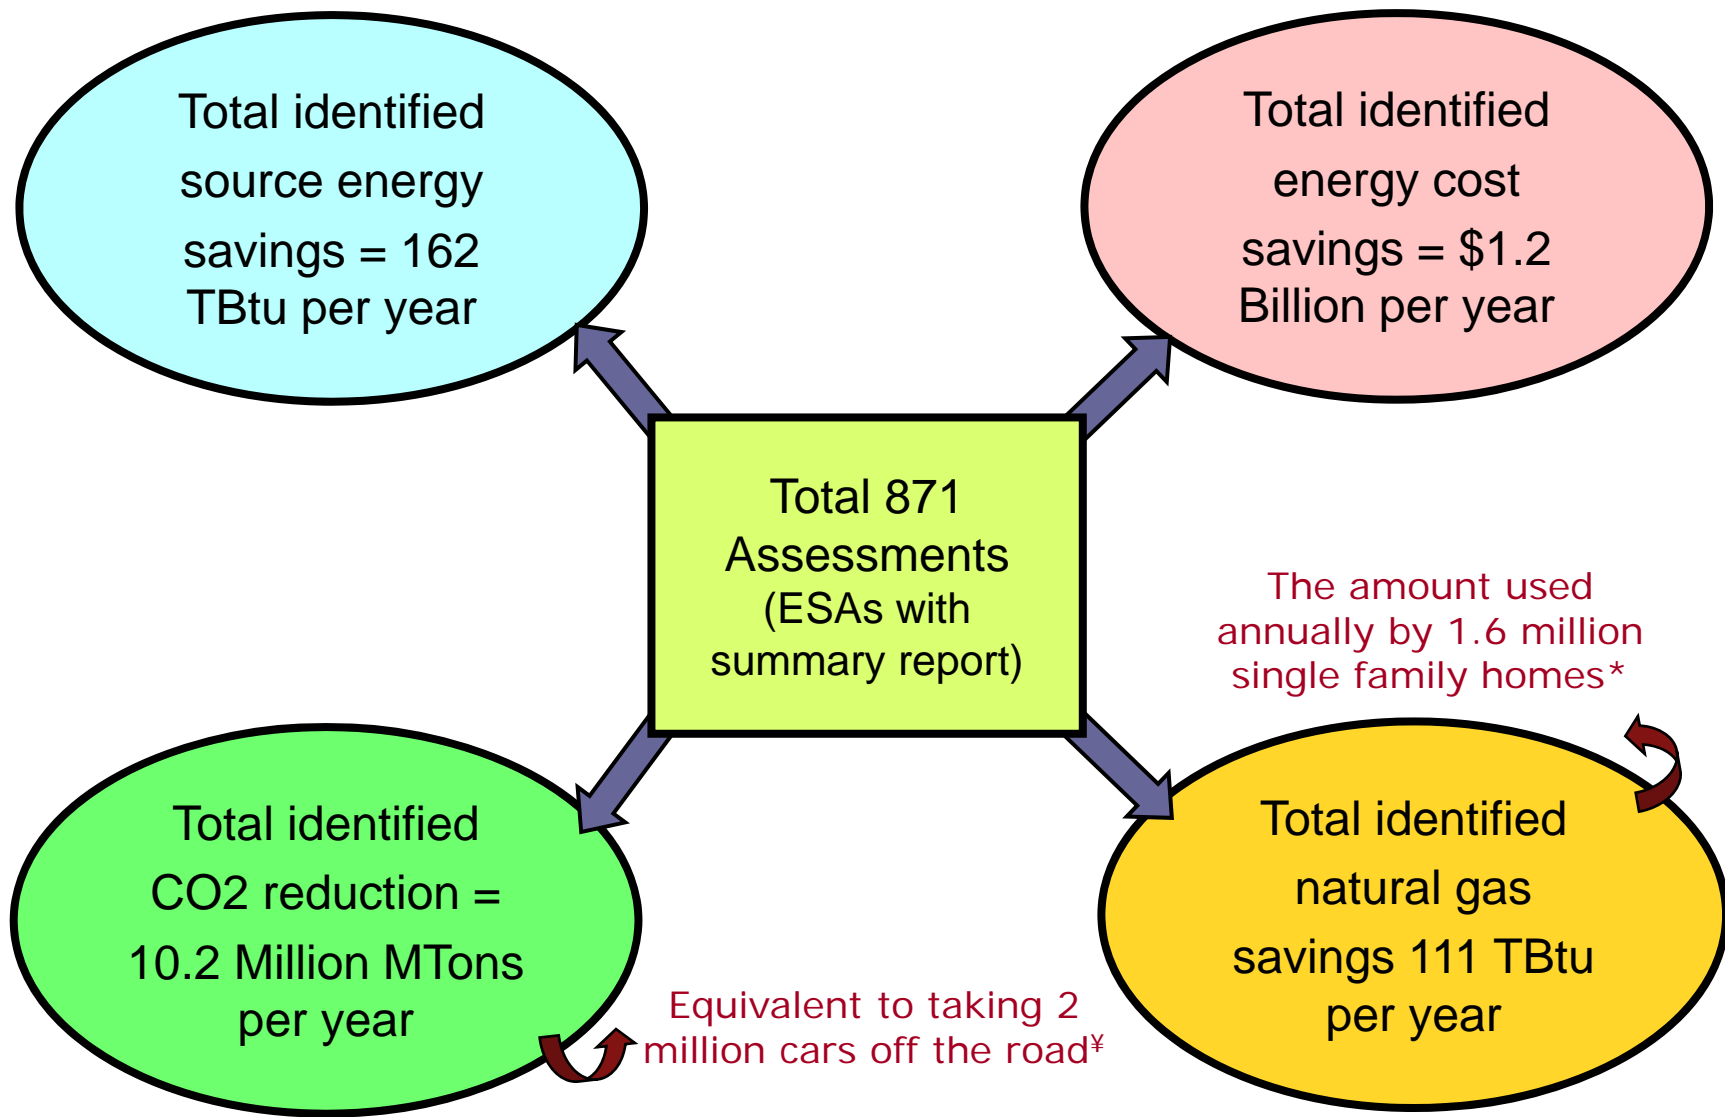 Total identified
source energy
savings = 162
TBtu per year
Total identified
energy cost
savings = $1.2
Billion per year
Total 871
Assessments
(ESAs with
summary report)
The amount used
annually by 1.6 million
single family homes*
Total identified
CO2 reduction =
10.2 Million MTons
per year
Equivalent to taking 2
million cars off the road¥
Total identified
natural gas
savings 111 TBtu
per year